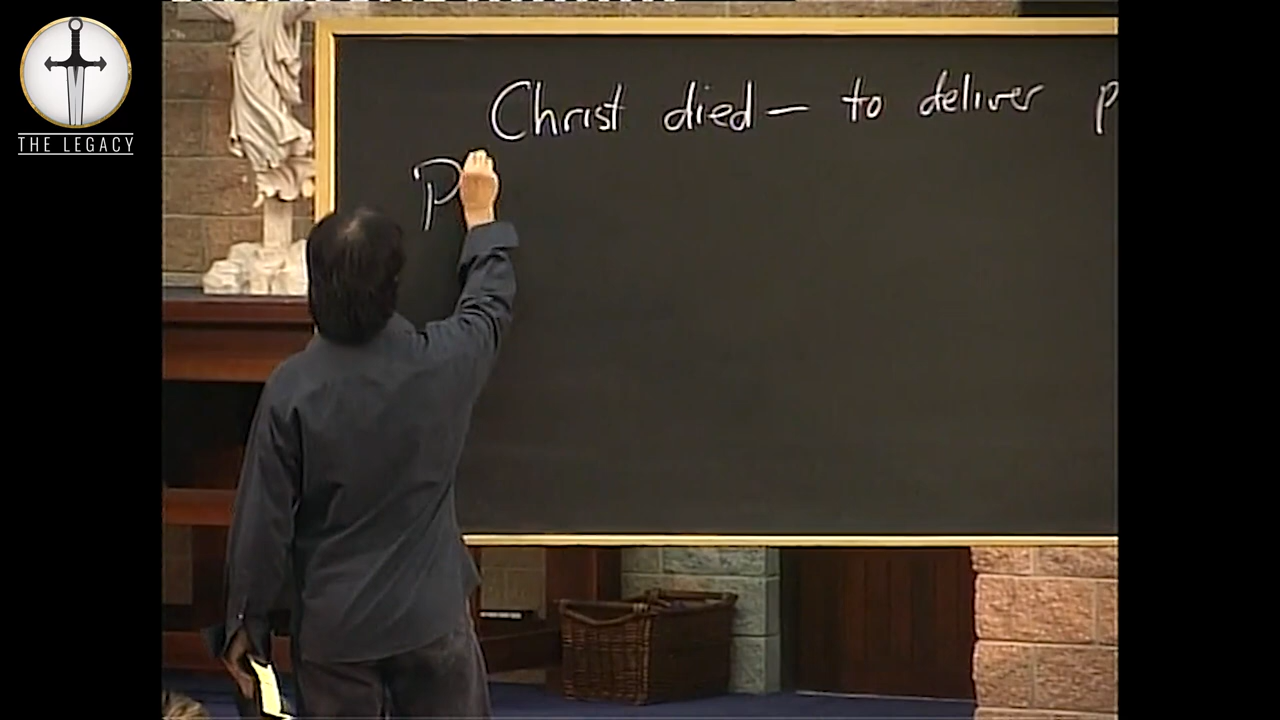 THE LEGACY
Christ died — to deliver p
P